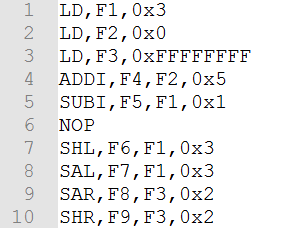 1 LD,F1,0x3
2 LD,F2,0x0
3 LD,F3,0xFFFFFFFF
4 ADDI,F4,F2,0x5
5 SUBI,F5,F1,0x1
6 NOP
7 SHL,F6,F1,0x3
8 SAL,F7,F1,0x3
9 SAR,F8,F3,0x2
10 SHR,F9,F3,0x2